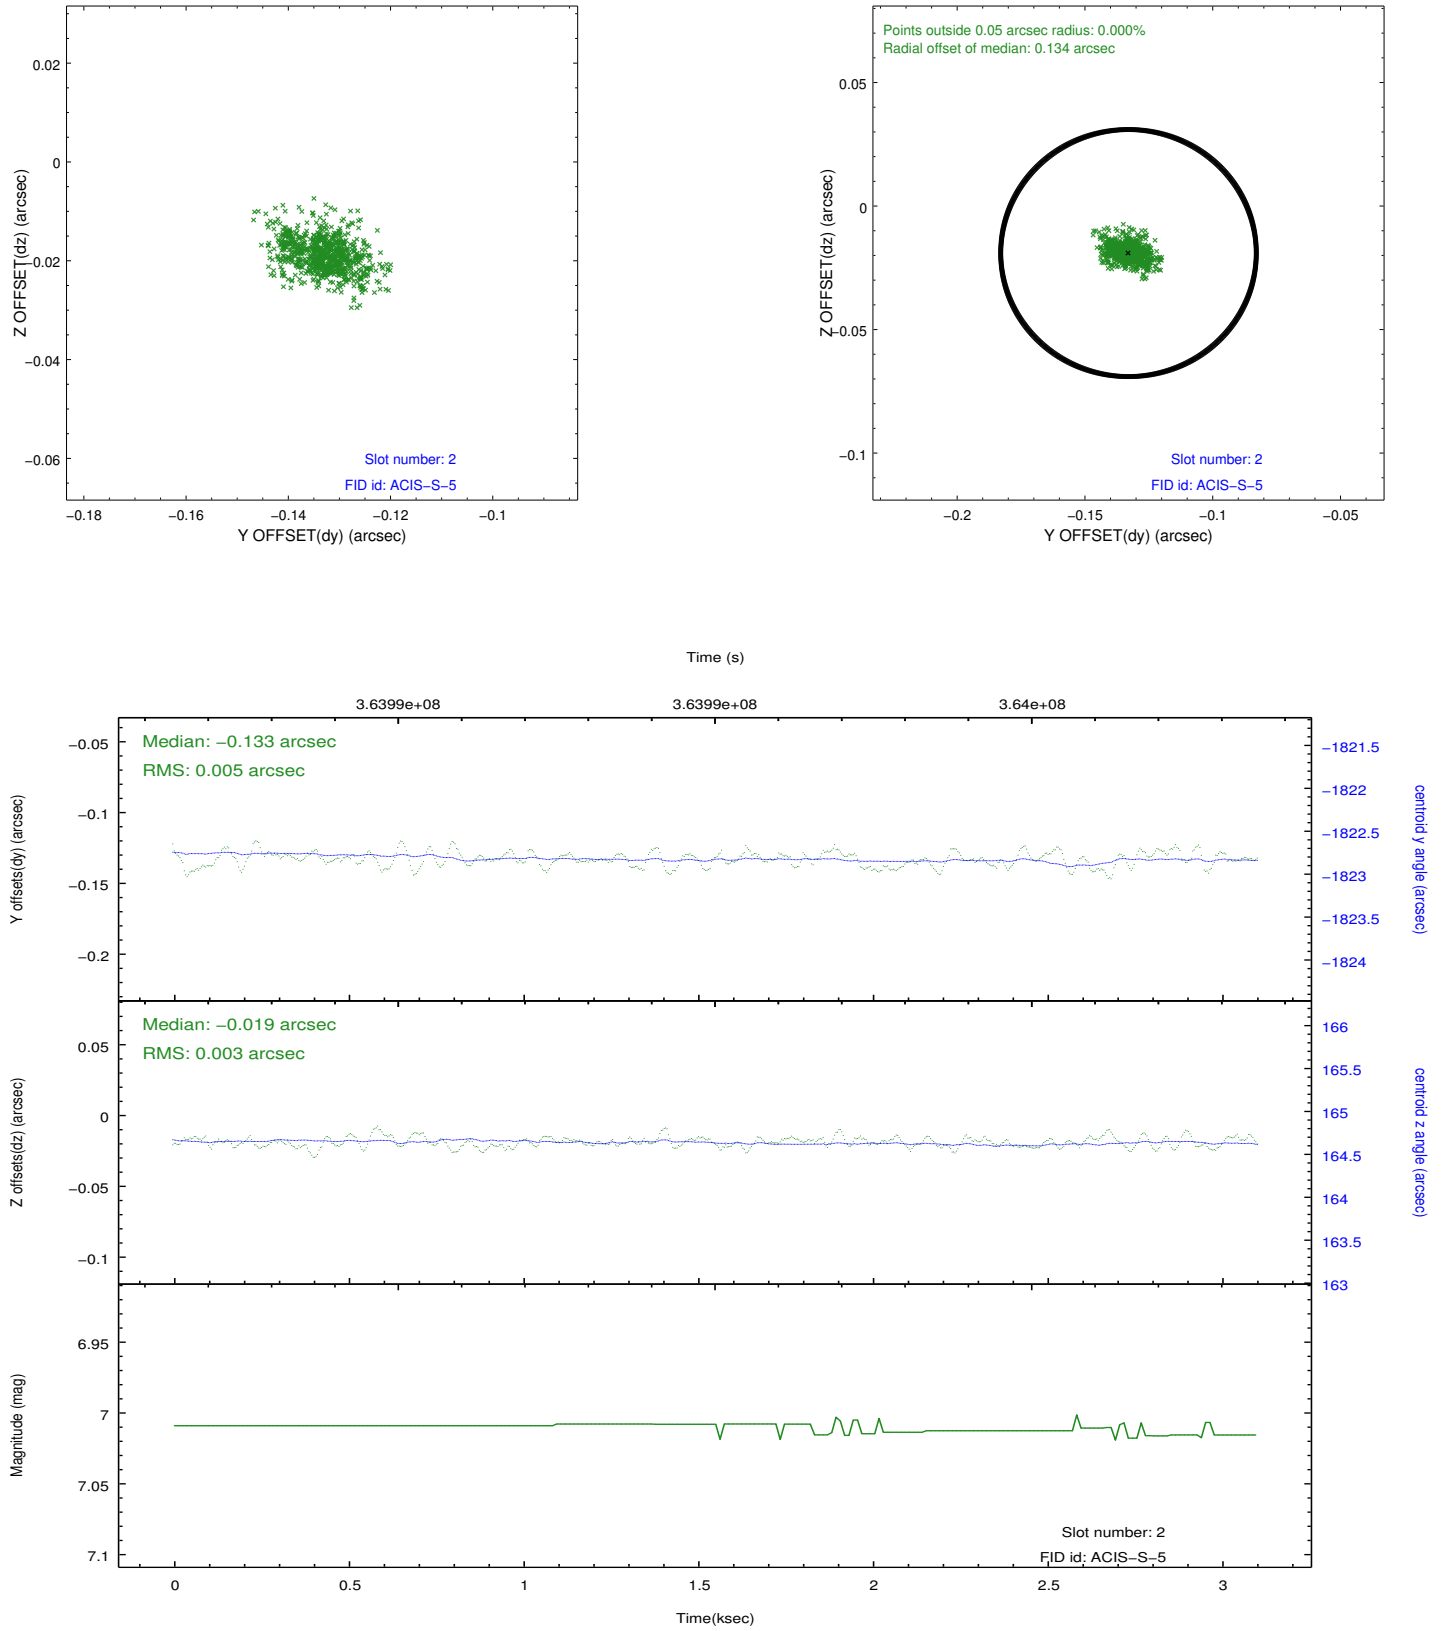 0.02
0
−0.02
−0.04
−0.06
Z OFFSET(dz) (arcsec)
Slot number: 2
FID id: ACIS−S−5
−0.18
−0.16
−0.14
−0.12
−0.1
Y OFFSET(dy) (arcsec)
Points outside 0.05 arcsec radius: 0.000%
Radial offset of median: 0.134 arcsec
0.05
0
−0.05
−0.1
Z OFFSET(dz) (arcsec)
Slot number: 2
FID id: ACIS−S−5
−0.2
−0.15
−0.1
−0.05
Y OFFSET(dy) (arcsec)
Time (s)
3.6399e+08
3.6399e+08
3.64e+08
Median: −0.133 arcsec
RMS: 0.005 arcsec
−0.05
−0.1
−0.15
−0.2
Y offsets(dy) (arcsec)
−1821.5
−1822
−1822.5
−1823
−1823.5
−1824
centroid y angle (arcsec)
Median: −0.019 arcsec
RMS: 0.003 arcsec
0.05
0
−0.05
−0.1
Z offsets(dz) (arcsec)
166
165.5
165
164.5
164
163.5
163
centroid z angle (arcsec)
6.95
7
7.05
7.1
Magnitude (mag)
Slot number: 2
FID id: ACIS−S−5
0
0.5
1
1.5
2
2.5
3
Time(ksec)